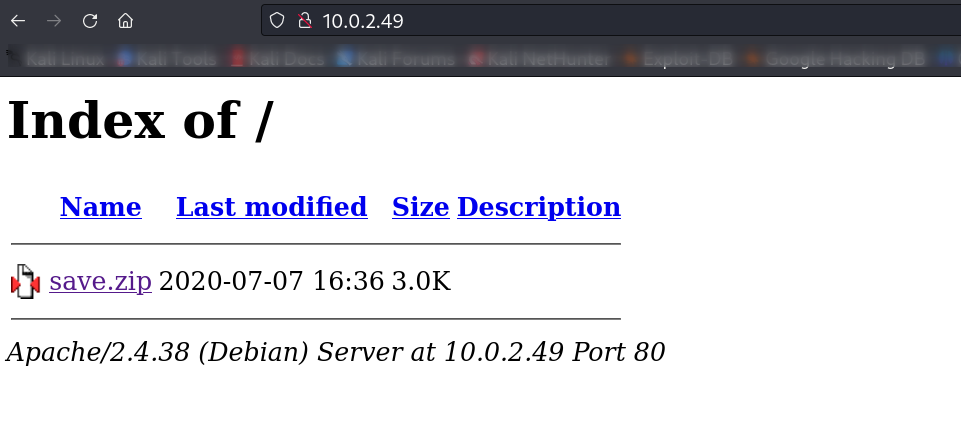 10.0.2.49
Kali Linux Kali Tools Kali Docs Kali Forums Kali NetHunter Exploit-DB Google Hacking DB
Index of /
Name Last modified Size Description
save.zip 2020-07-07 16:36 3.0K
Apache/2.4.38 (Debian) Server at 10.0.2.49 Port 80